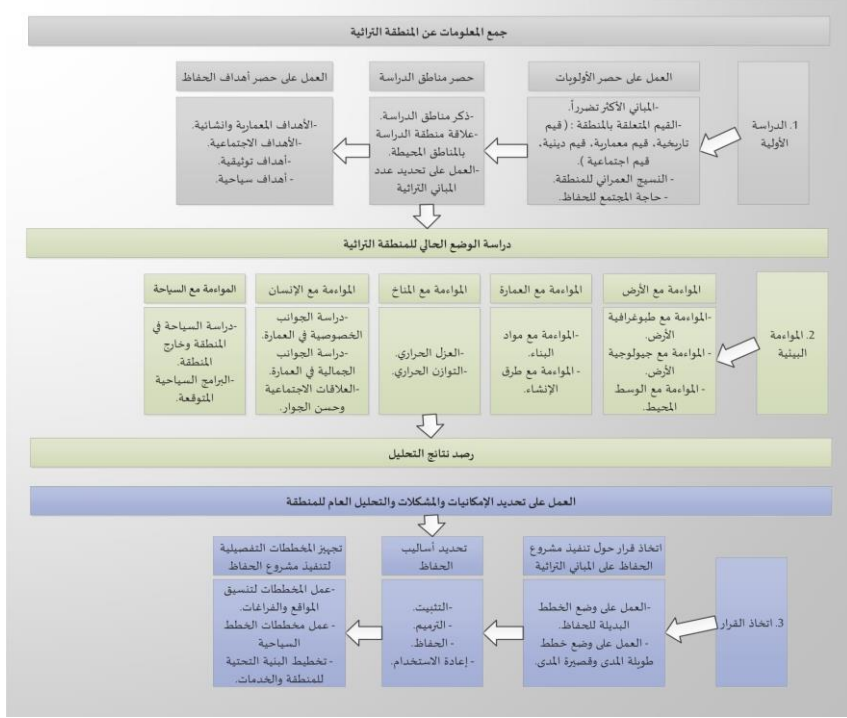 جمع المعلومات عن المنطقة التراثية
1. الدراسة
الأولية
العمل على حصر الأولويات
-المباني الأكثر تضرراً.
-القيم المتعلقة بالمنطقة : ( قيم
تاريخية، قيم معمارية، قيم دينية،
قيم اجتماعية ).
- النسيج العمراني للمنطقة.
- حاجة المجتمع للحفاظ.
حصر مناطق الدراسة
-ذكر مناطق الدراسة.
-علاقة منطقة الدراسة
بالمناطق المحيطة.
-العمل على تحديد عدد
المباني التراثية
العمل على حصر أهداف الحفاظ
-الأهداف المعمارية وانشائية.
-الأهداف الاجتماعية.
-أهداف توثيقية.
- أهداف سياحية.
دراسة الوضع الحالي للمنطقة التراثية
2. المواءمة
البيئية
المواءمة مع الأرض
-المواءمة مع طبوغرافية
الأرض.
- المواءمة مع جيولوجية
الأرض.
- المواءمة مع الوسط
المحيط.
المواءمة مع العمارة
-المواءمة مع مواد
البناء.
-المواءمة مع طرق
الإنشاء.
المواءمة مع المناخ
-العزل الحراري.
-التوازن الحراري.
المواءمة مع الإنسان
-دراسة الجوانب
الخصوصية في العمارة.
-دراسة الجوانب
الجمالية في العمارة.
-العلاقات الاجتماعية
وحسن الجوار.
المواءمة مع السياحة
-دراسة السياحة في
المنطقة وخارج
المنطقة.
-البرامج السياحية
المتوقعة.
رصد نتائج التحليل
العمل على تحديد الإمكانيات والمشكلات والتحليل العام للمنطقة
3. اتخاذ القرار
اتخاذ قرار حول تنفيذ مشروع
الحفاظ على المباني التراثية
-العمل على وضع الخطط
البديلة للحفاظ.
- العمل على وضع خطط
طويلة المدى وقصيرة المدى.
تحديد أساليب
الحفاظ
-التثبيت.
- الترميم.
- الحفاظ.
- إعادة الاستخدام.
تجهيز المخططات التفصيلية
لتنفيذ مشروع الحفاظ
-عمل المخططات لتنسيق
المواقع والفراغات.
- عمل مخططات الخطط
السياحية
- تخطيط البنية التحتية
للمنطقة والخدمات.